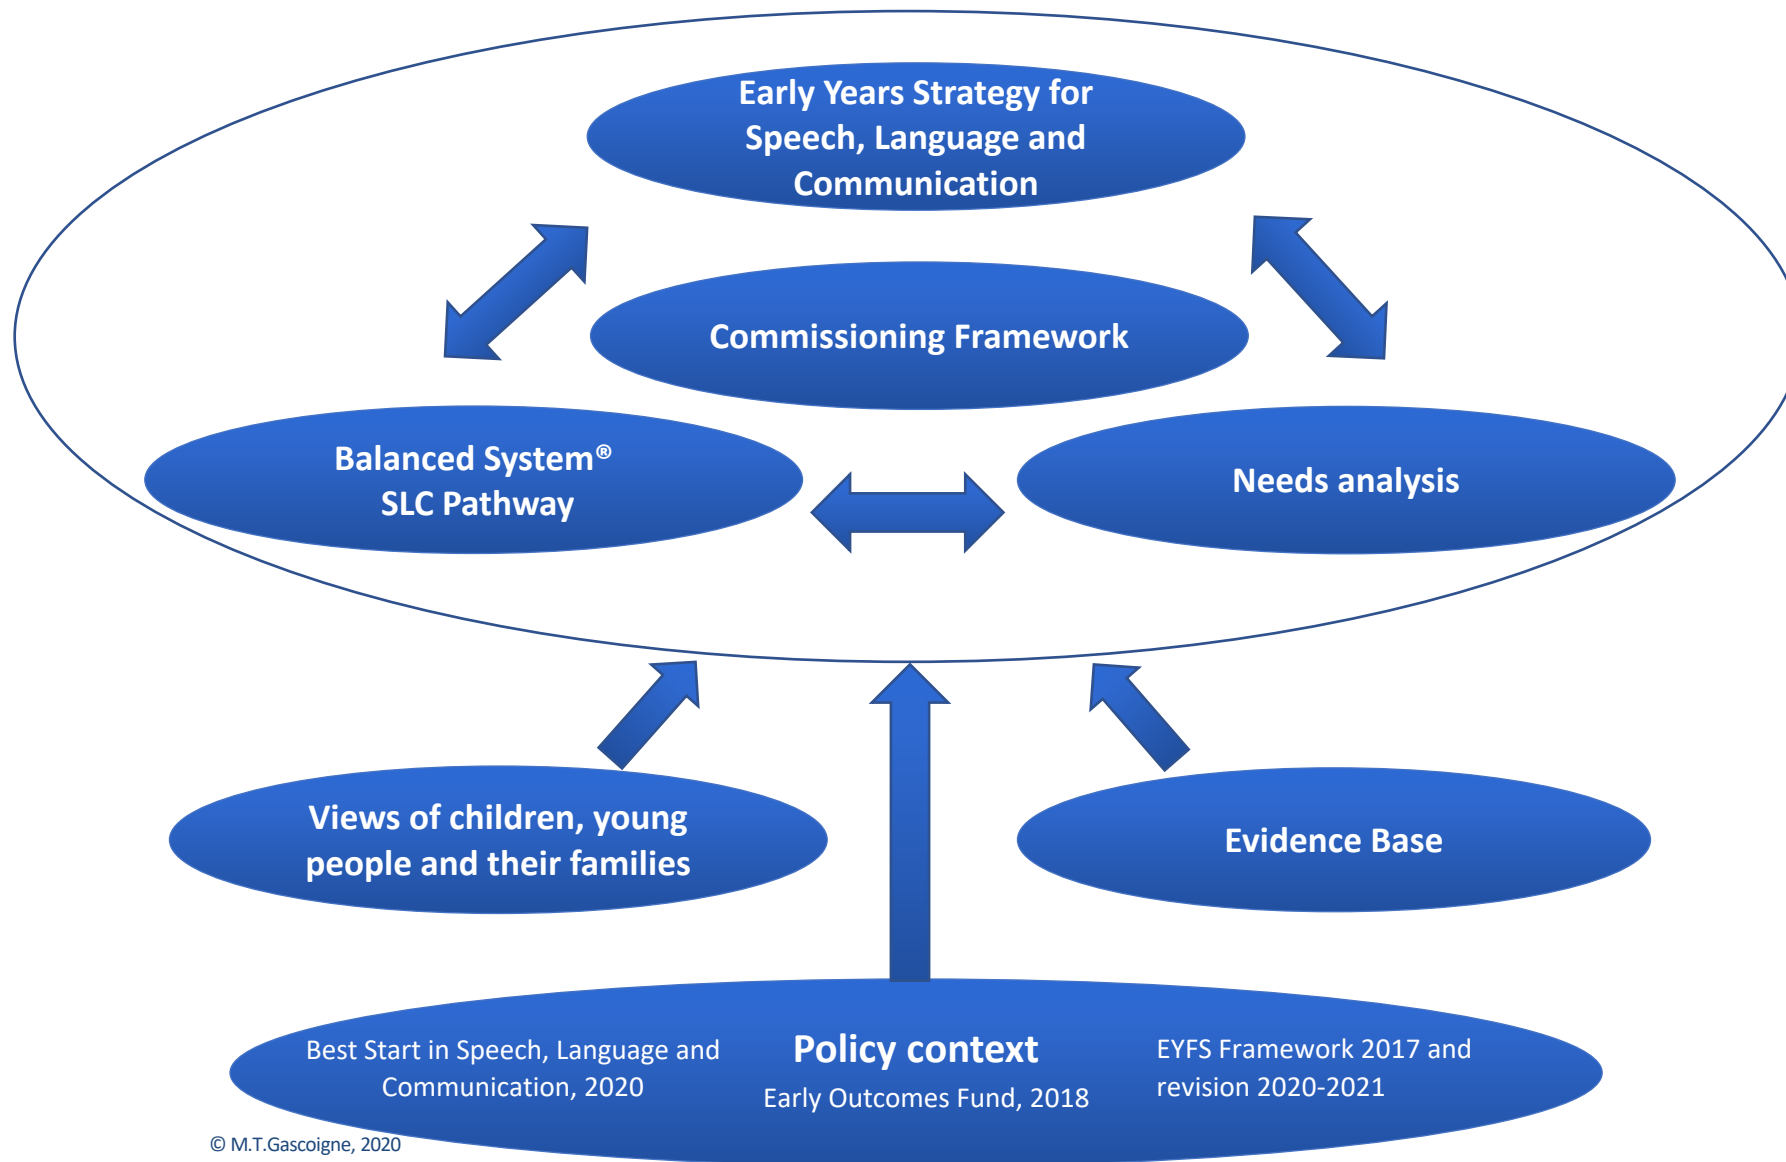 Early Years Strategy for
Speech, Language and
Communication
Commissioning Framework
Balanced System®
SLC Pathway
Needs analysis
Views of children, young
people and their families
Evidence Base
Policy context
Best Start in Speech, Language and
Communication, 2020
Early Outcomes Fund, 2018
EYFS Framework 2017 and
revision 2020-2021
© M.T.Gascoigne, 2020